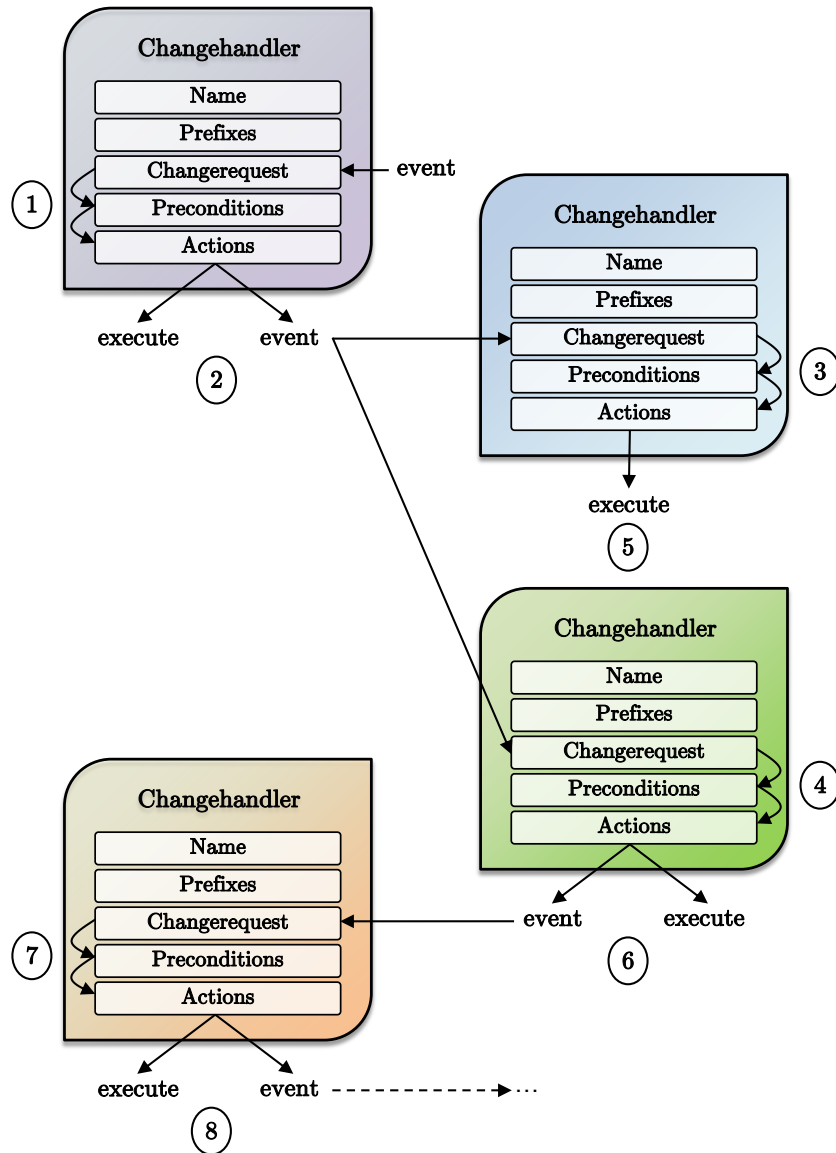 Changehandler
Name
Prefixes
Changerequest
event
1
Preconditions
Actions
execute
event
2
Changehandler
Name
Prefixes
Changerequest
Preconditions
3
Actions
execute
5
Changehandler
Name
Prefixes
Changerequest
Preconditions
4
Actions
event
execute
6
Changehandler
Name
Prefixes
Changerequest
7
Preconditions
Actions
execute
event
...
8